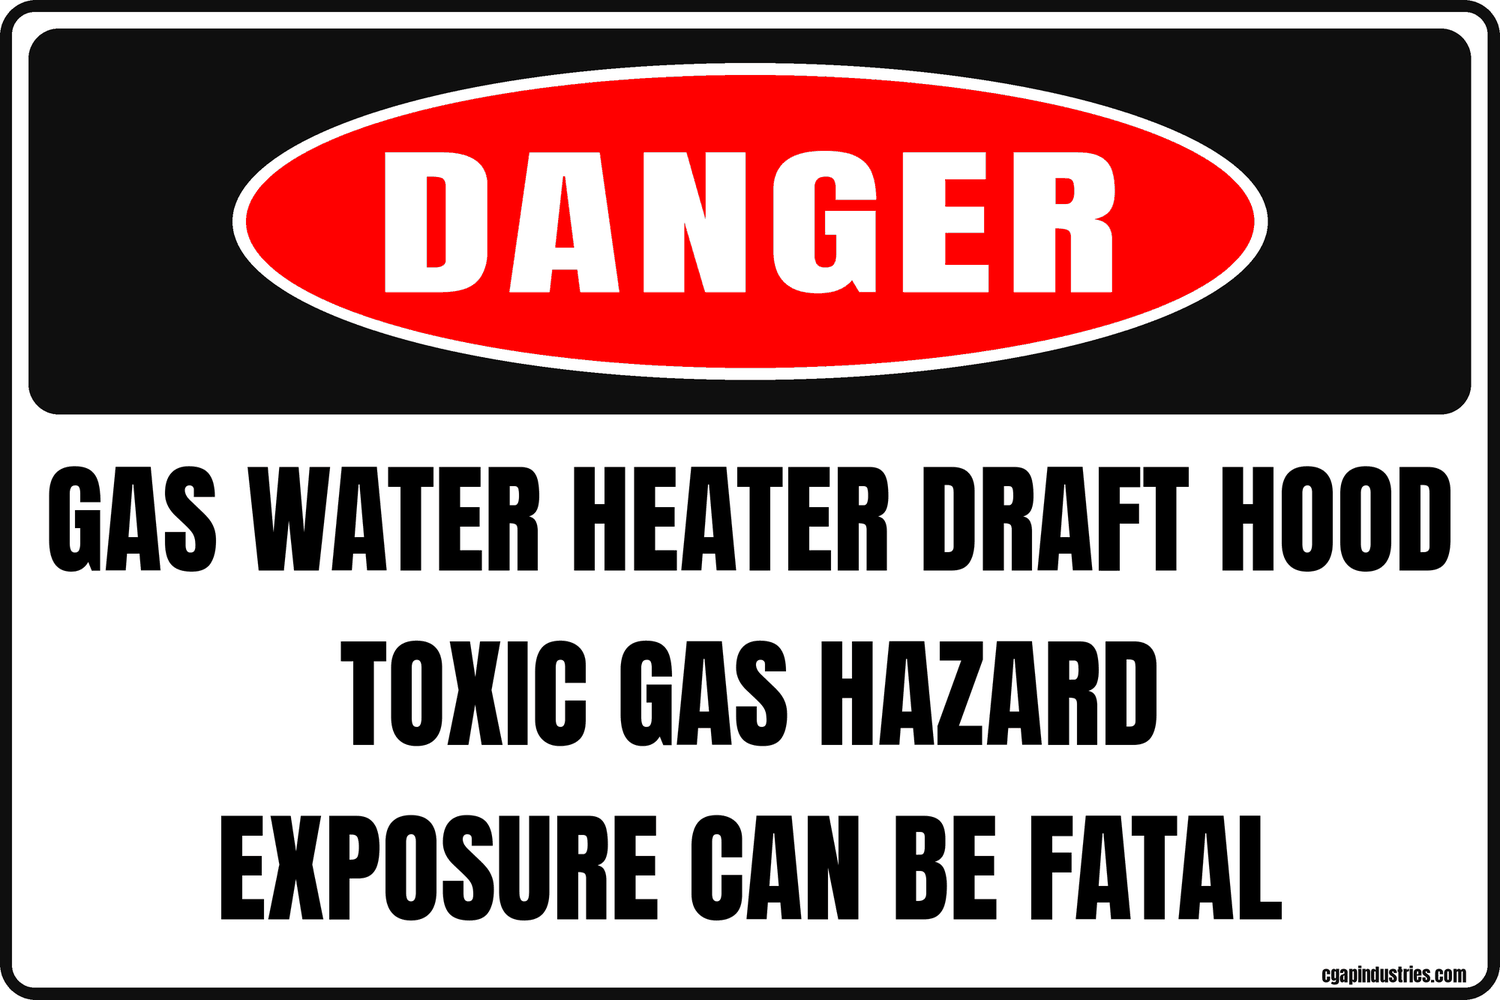 DANGER
GAS WATER HEATER DRAFT HOOD
TOXIC GAS HAZARD
EXPOSURE CAN BE FATAL
cgapindustries.com